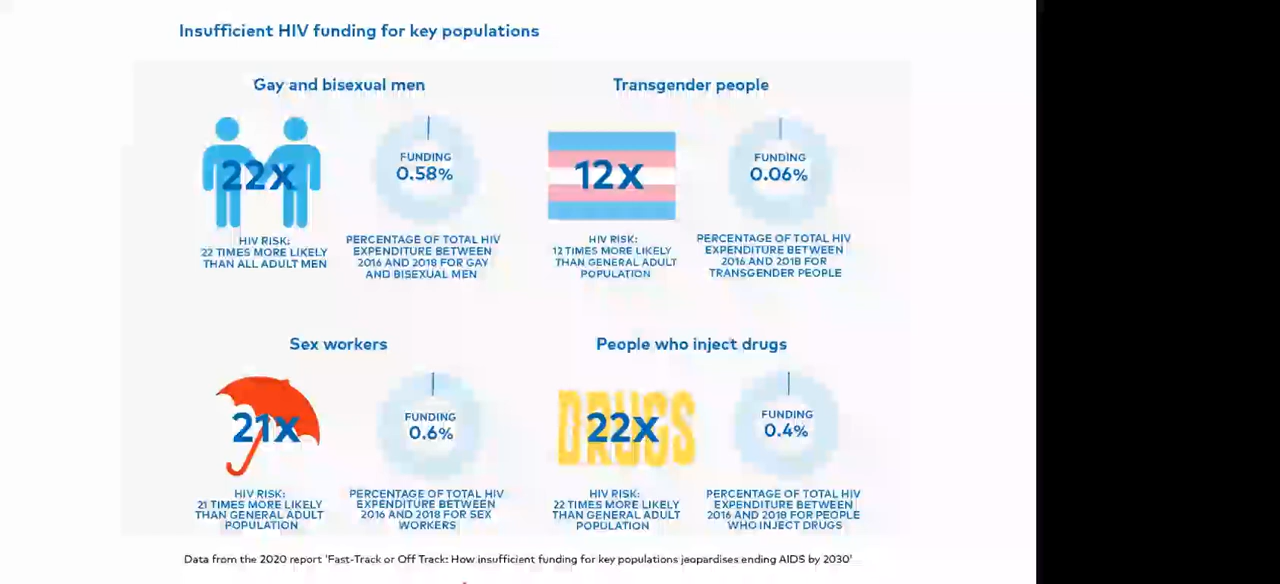 Insufficient HIV funding for key populations
Gay and bisexual men
22X
HIV RISK:
22 TIMES MORE LIKELY
THAN ALL ADULT MEN
FUNDING
0.58%
PERCENTAGE OF TOTAL HIV
EXPENDITURE BETWEEN
2016 AND 2018 FOR GAY
AND BISEXUAL MEN
Transgender people
12X
HIV RISK:
12 TIMES MORE LIKELY
THAN GENERAL ADULT
POPULATION
FUNDING
0.06%
PERCENTAGE OF TOTAL HIV
EXPENDITURE BETWEEN
2016 AND 2018 FOR
TRANSGENDER PEOPLE
Sex workers
21X
HIV RISK:
21 TIMES MORE LIKELY
THAN GENERAL ADULT
POPULATION
FUNDING
0.6%
PERCENTAGE OF TOTAL HIV
EXPENDITURE BETWEEN
2016 AND 2018 FOR SEX
WORKERS
People who inject drugs
DRUGS
22X
HIV RISK:
22 TIMES MORE LIKELY
THAN GENERAL ADULT
POPULATION
FUNDING
0.4%
PERCENTAGE OF TOTAL HIV
EXPENDITURE BETWEEN
2016 AND 2018 FOR PEOPLE
WHO INJECT DRUGS
Data from the 2020 report 'Fast-Track or Off Track: How insufficient funding for key populations jeopardises ending AIDS by 2030'